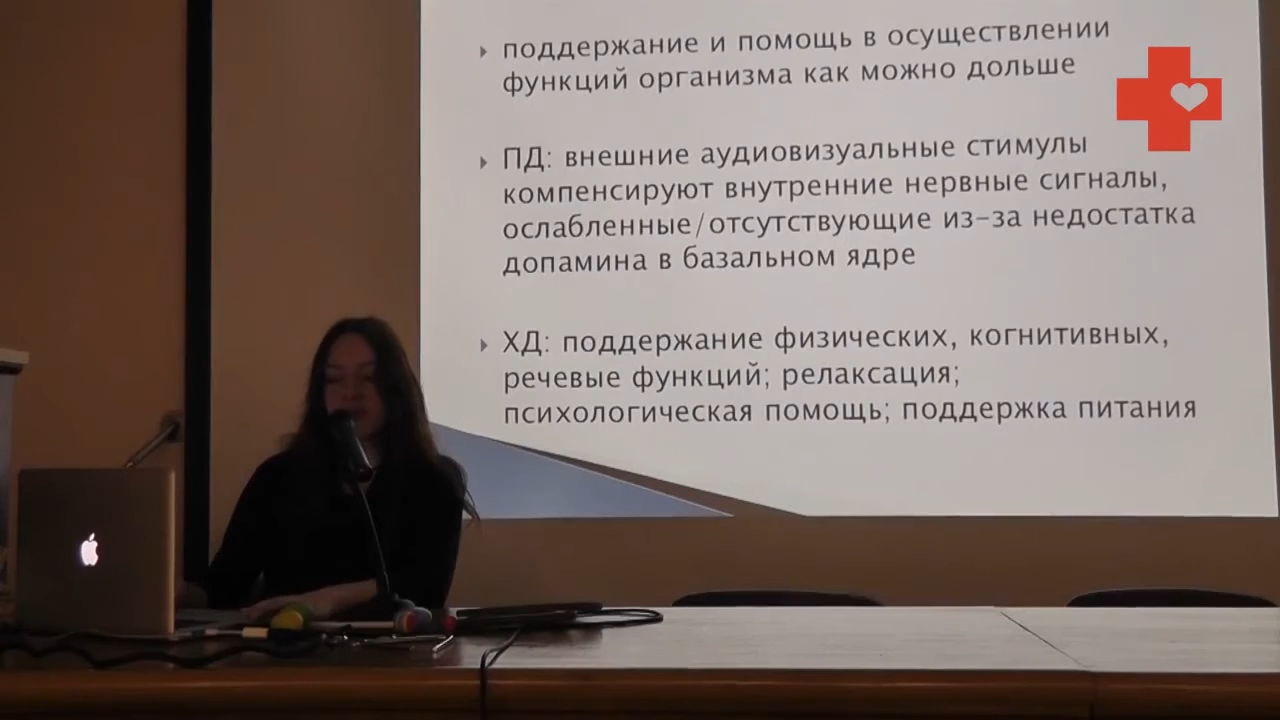 поддержание и помощь в осуществлении
функций организма как можно дольше
ПД: внешние аудиовизуальные стимулы
компенсируют внутренние нервные сигналы,
ослабленные/отсутствующие из-за недостатка
допамина в базальном ядре
ХД: поддержание физических, когнитивных,
речевые функций; релаксация;
психологическая помощь; поддержка питания